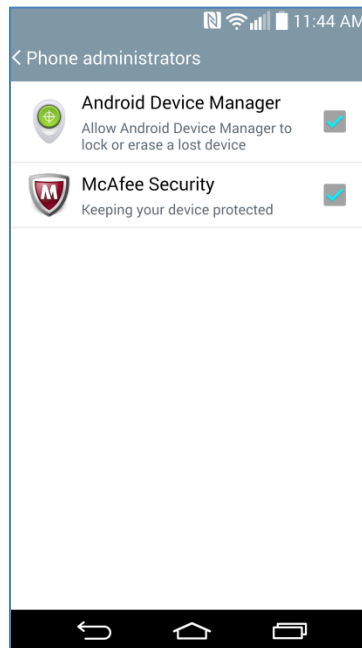 11:44 AM
< Phone administrators
Android Device Manager
Allow Android Device Manager to
lock or erase a lost device
McAfee Security
Keeping your device protected